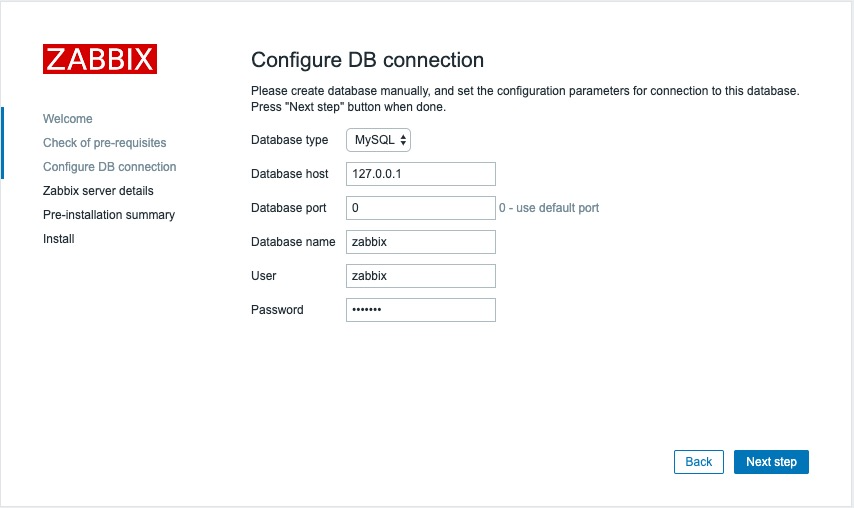 ZABBIX
Welcome
Check of pre-requisites
Configure DB connection
Zabbix server details
Pre-installation summary
Install
Configure DB connection
Please create database manually, and set the configuration parameters for connection to this database.
Press "Next step" button when done.
Database type MySQL
Database host 127.0.0.1
Database port 0 0 - use default port
Database name zabbix
User zabbix
Password •••••••
Back Next step